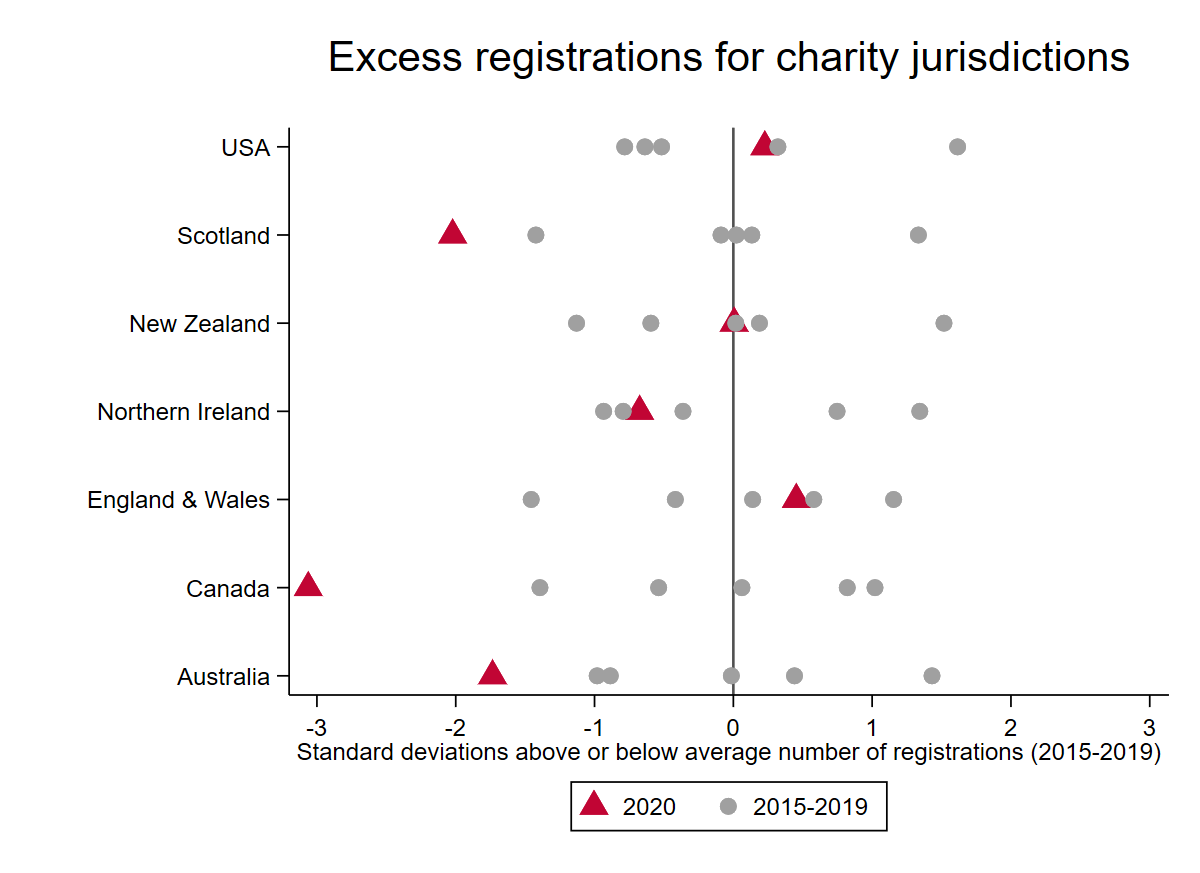 Excess registrations for charity jurisdictions
USA
Scotland
New Zealand
Northern Ireland
England & Wales
Canada
Australia
-3 -2 -1 0 1 2 3
Standard deviations above or below average number of registrations (2015-2019)
2020 2015-2019